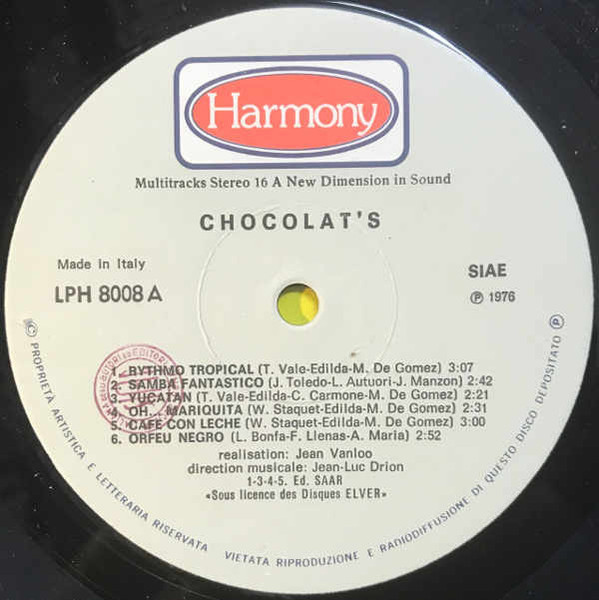 Harmony
Multitracks Stereo 16 A New Dimension in Sound
CHOCOLAT'S
Made in Italy
LPH 8008 A
SIAE
℗ 1976
1. RYTHMO TROPICAL (T. Vale-Edilda-M. De Gomez) 3:07
2. SAMBA FANTASTICO (J. Toledo-L. Autuori-J. Manzon) 2:42
3. YUCATAN (T. Vale-Edilda-C. Carmone-M. De Gomez) 2:21
4. OH... MARIQUITA (W. Staquet-Edilda-M. De Gomez) 2:31
5. CAFE CON LECHE (W. Staquet-Edilda-M. De Gomez) 3:00
6. ORFEU NEGRO (L. Bonfa-F. Llenas-A. Maria) 2:52
realisation: Jean Vanloo
direction musicale: Jean-Luc Drion
1-3-4-5. Ed. SAAR
«Sous licence des Disques ELVER»
© PROPRIETÀ ARTISTICA E LETTERARIA RISERVATA VIETATA RIPRODUZIONE E RADIODIFFUSIONE DI QUESTO DISCO DEPOSITATO ℗